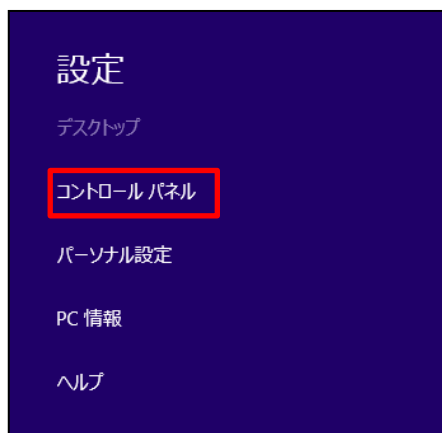 設定
デスクトップ
コントロール パネル
パーソナル設定
PC 情報
ヘルプ